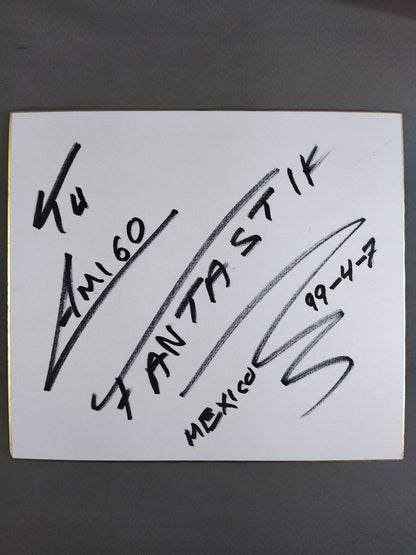 Tu
AMIGO
FANTASTIK
MEXICO
99-4-7